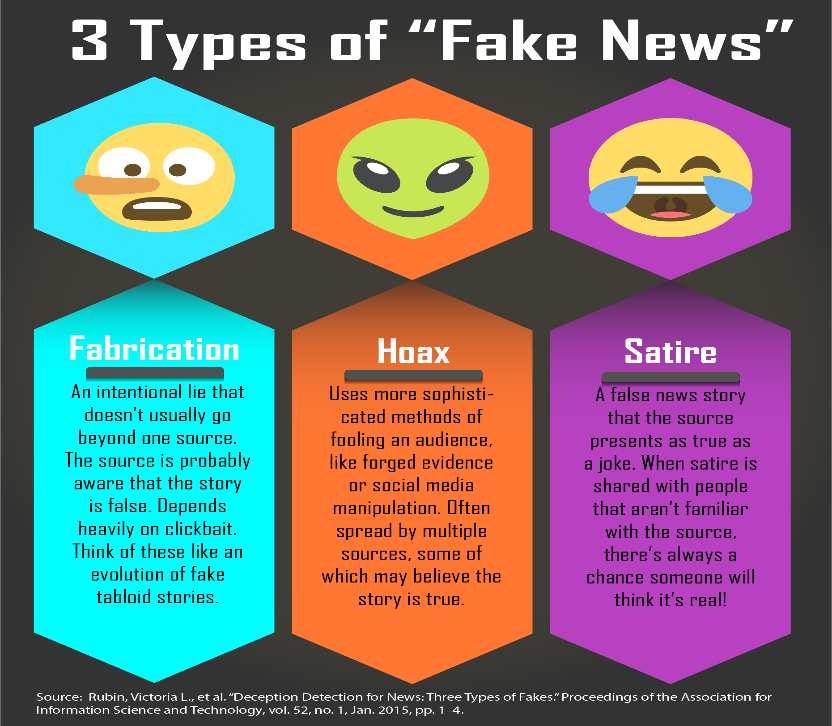 3 Types of “Fake News”
Fabrication
An intentional lie that
doesn’t usually go
beyond one source.
The source is probably
aware that the story
is false. Depends
heavily on clickbait.
Think of these like an
evolution of fake
tabloid stories.
Hoax
Uses more sophisti-
cated methods of
fooling an audience,
like forged evidence
or social media
manipulation. Often
spread by multiple
sources, some of
which may believe the
story is true.
Satire
A false news story
that the source
presents as true as
a joke. When satire is
shared with people
that aren’t familiar
with the source,
there’s always a
chance someone will
think it’s real!
Source: Rubin, Victoria L., et al. “Deception Detection for News: Three Types of Fakes.” Proceedings of the Association for
Information Science and Technology, vol. 52, no. 1, Jan. 2015, pp. 1–4.